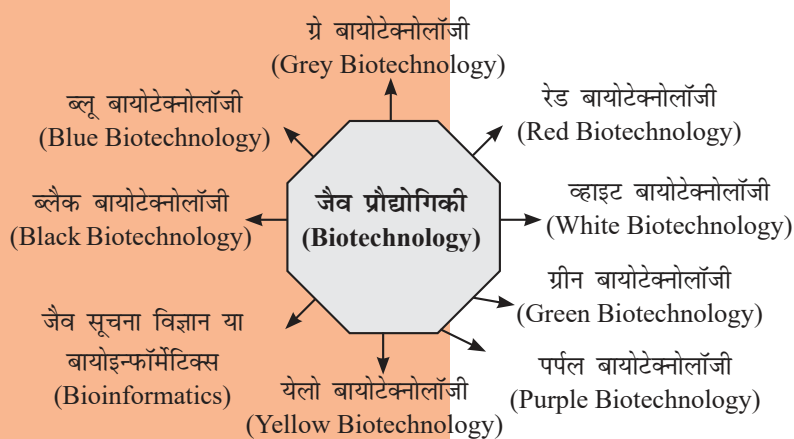 ग्रे बायोटेक्नोलॉजी
(Grey Biotechnology)
ब्लू बायोटेक्नोलॉजी
(Blue Biotechnology)
रेड बायोटेक्नोलॉजी
(Red Biotechnology)
ब्लैक बायोटेक्नोलॉजी
(Black Biotechnology)
जैव प्रौद्योगिकी
(Biotechnology)
व्हाइट बायोटेक्नोलॉजी
(White Biotechnology)
ग्रीन बायोटेक्नोलॉजी
(Green Biotechnology)
जैव सूचना विज्ञान या
बायोइन्फॉर्मेटिक्स
(Bioinformatics)
येलो बायोटेक्नोलॉजी
(Yellow Biotechnology)
पर्पल बायोटेक्नोलॉजी
(Purple Biotechnology)